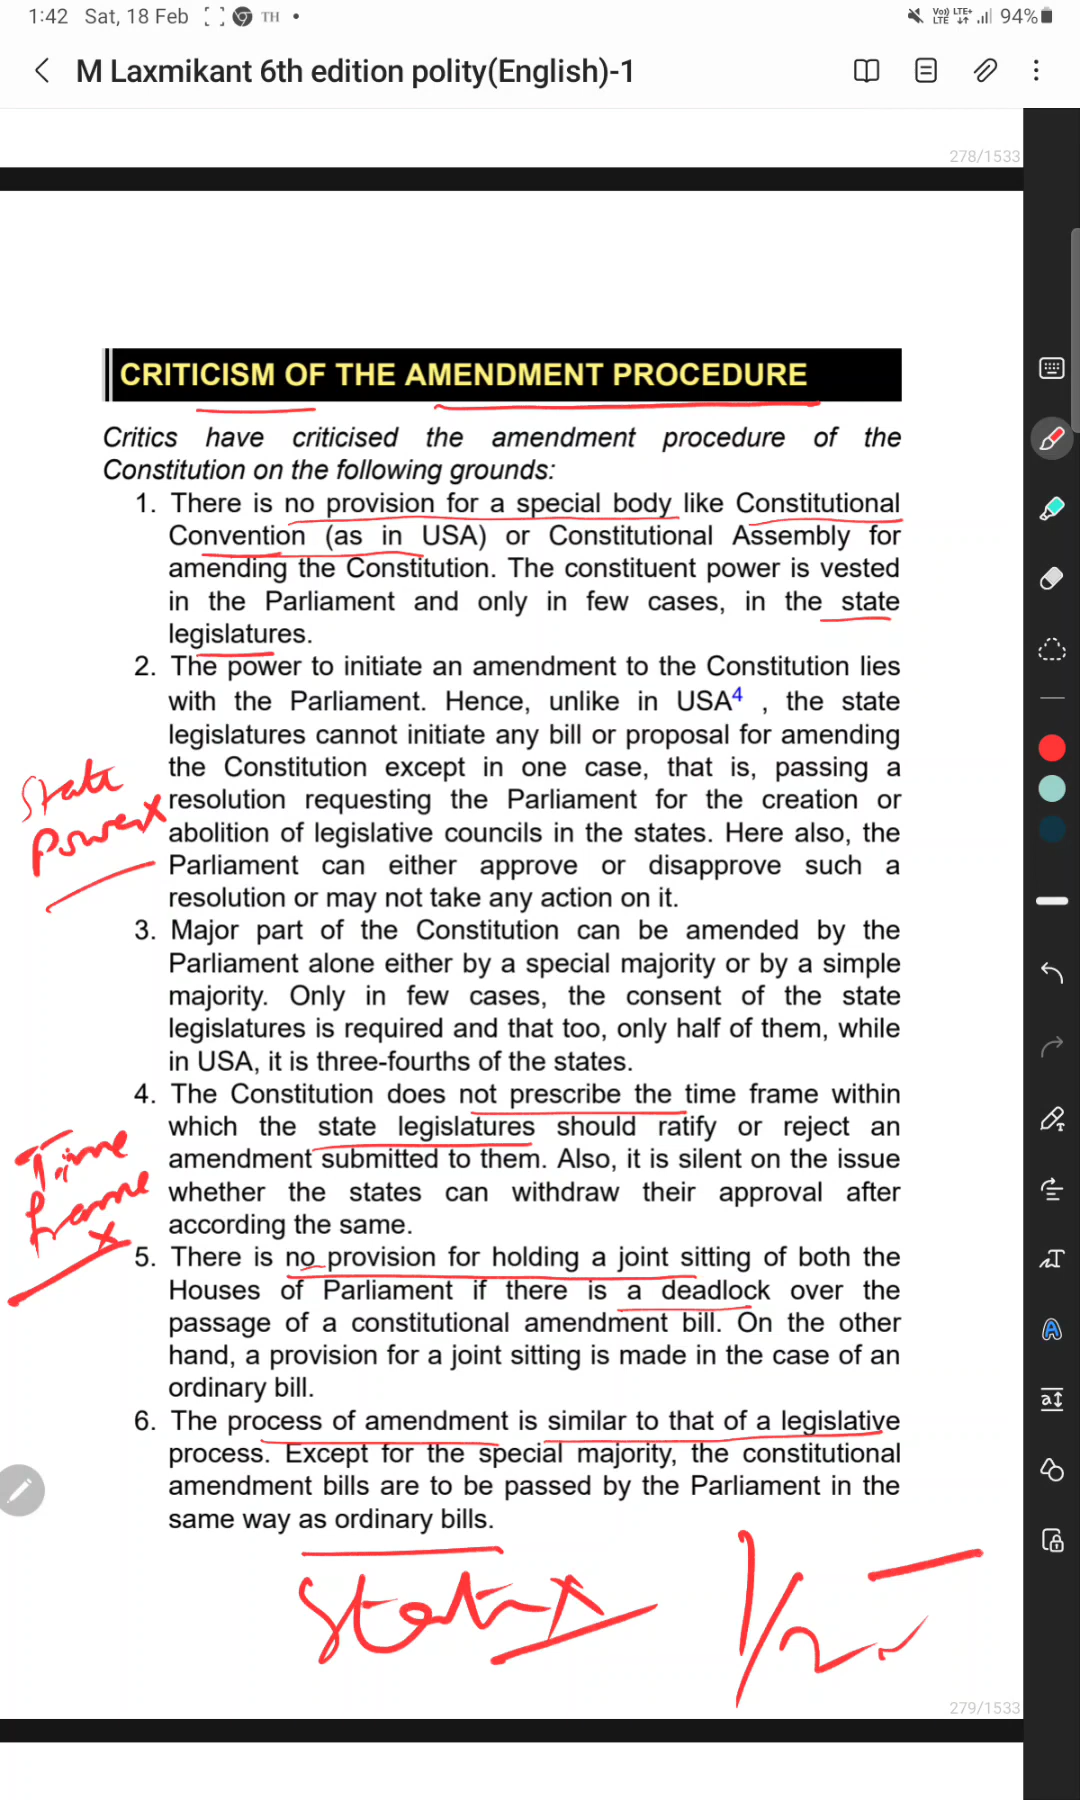 1:42 Sat, 18 Feb TH • Vo)) LTE LTE+ 94%
M Laxmikant 6th edition polity(English)-1
278/1533
CRITICISM OF THE AMENDMENT PROCEDURE
Critics have criticised the amendment procedure of the
Constitution on the following grounds:
1. There is no provision for a special body like Constitutional
Convention (as in USA) or Constitutional Assembly for
amending the Constitution. The constituent power is vested
in the Parliament and only in few cases, in the state
legislatures.
2. The power to initiate an amendment to the Constitution lies
with the Parliament. Hence, unlike in USA4 , the state
legislatures cannot initiate any bill or proposal for amending
the Constitution except in one case, that is, passing a
resolution requesting the Parliament for the creation or
abolition of legislative councils in the states. Here also, the
Parliament can either approve or disapprove such a
resolution or may not take any action on it.
State
Power x
3. Major part of the Constitution can be amended by the
Parliament alone either by a special majority or by a simple
majority. Only in few cases, the consent of the state
legislatures is required and that too, only half of them, while
in USA, it is three-fourths of the states.
4. The Constitution does not prescribe the time frame within
which the state legislatures should ratify or reject an
amendment submitted to them. Also, it is silent on the issue
whether the states can withdraw their approval after
according the same.
Time
frame
x
5. There is no provision for holding a joint sitting of both the
Houses of Parliament if there is a deadlock over the
passage of a constitutional amendment bill. On the other
hand, a provision for a joint sitting is made in the case of an
ordinary bill.
6. The process of amendment is similar to that of a legislative
process. Except for the special majority, the constitutional
amendment bills are to be passed by the Parliament in the
same way as ordinary bills.
1/2
279/1533